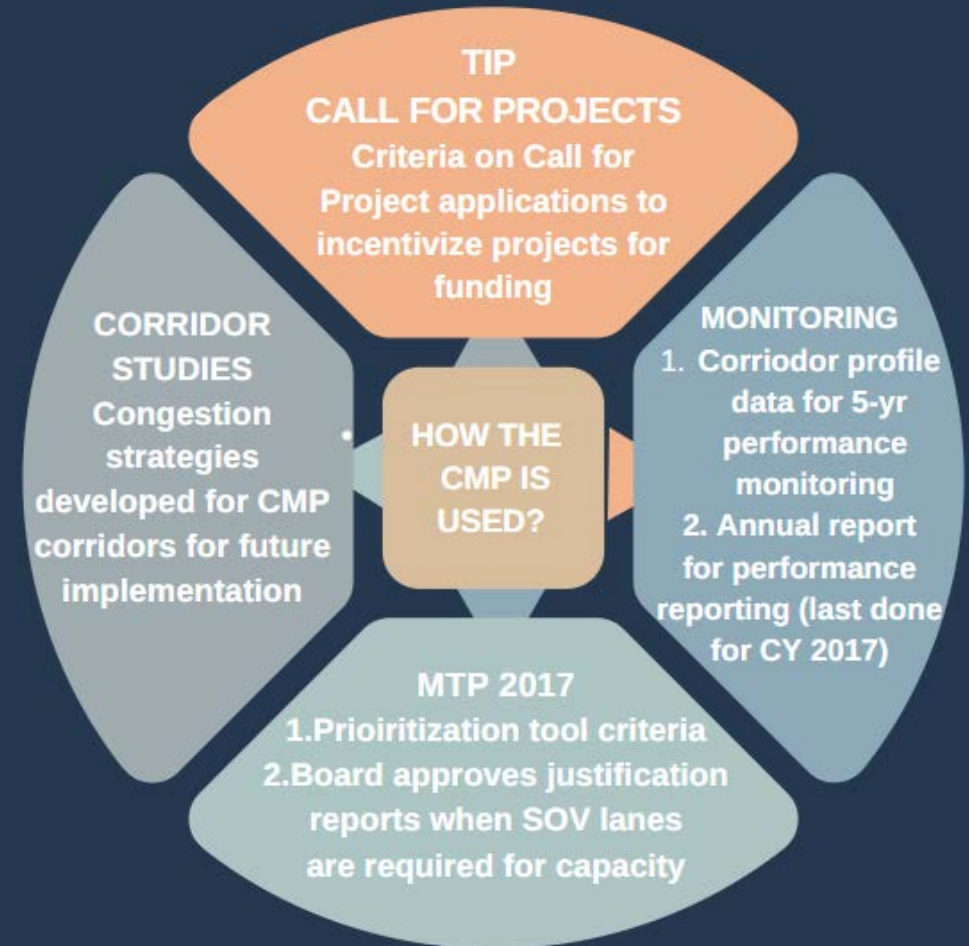 TIP
CALL FOR PROJECTS
Criteria on Call for
Project applications to
incentivize projects for
funding
CORRIDOR
STUDIES
Congestion
strategies
developed for CMP
corridors for future
implementation
HOW THE
CMP IS
USED?
MONITORING
1. Corriodor profile
data for 5-yr
performance
monitoring
2. Annual report
for performance
reporting (last done
for CY 2017)
MTP 2017
1.Prioiritization tool criteria
2.Board approves justification
reports when SOV lanes
are required for capacity